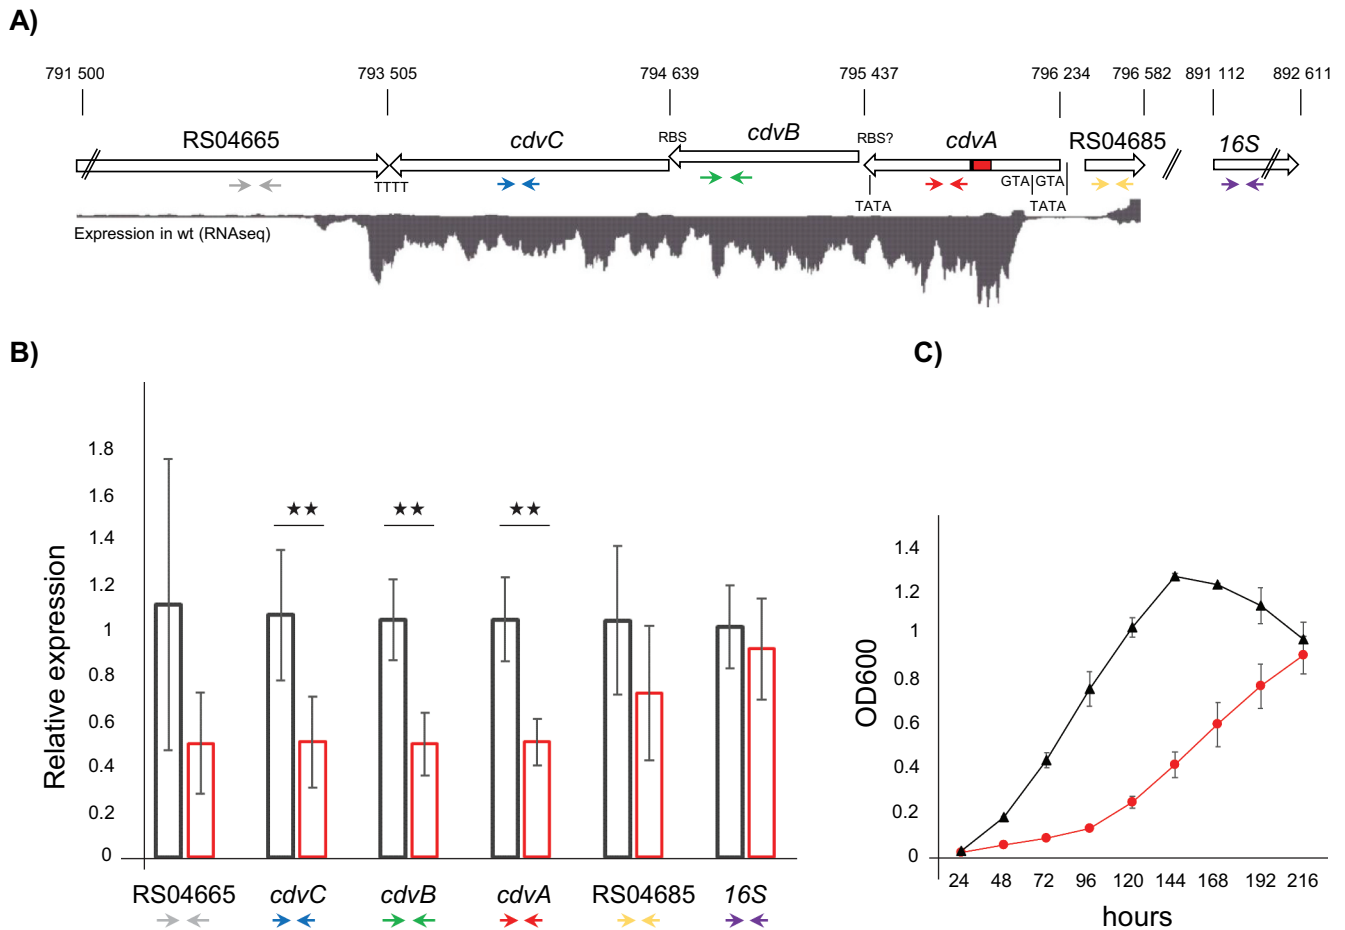 A)
791 500 793 505 794 639 795 437 796 234 796 582 891 112 892 611
RS04665 cdvC RBS cdvB RBS? cdvA RS04685 16S
TTTT GTA GTA
TATA TATA
Expression in wt (RNAseq)
B)
Relative expression
1.8
1.6
1.4
1.2
1
0.8
0.6
0.4
0.2
0
★★ ★★ ★★
RS04665 cdvC cdvB cdvA RS04685 16S
C)
OD600
1.4
1.2
1
0.8
0.6
0.4
0.2
0
24 48 72 96 120 144 168 192 216
hours